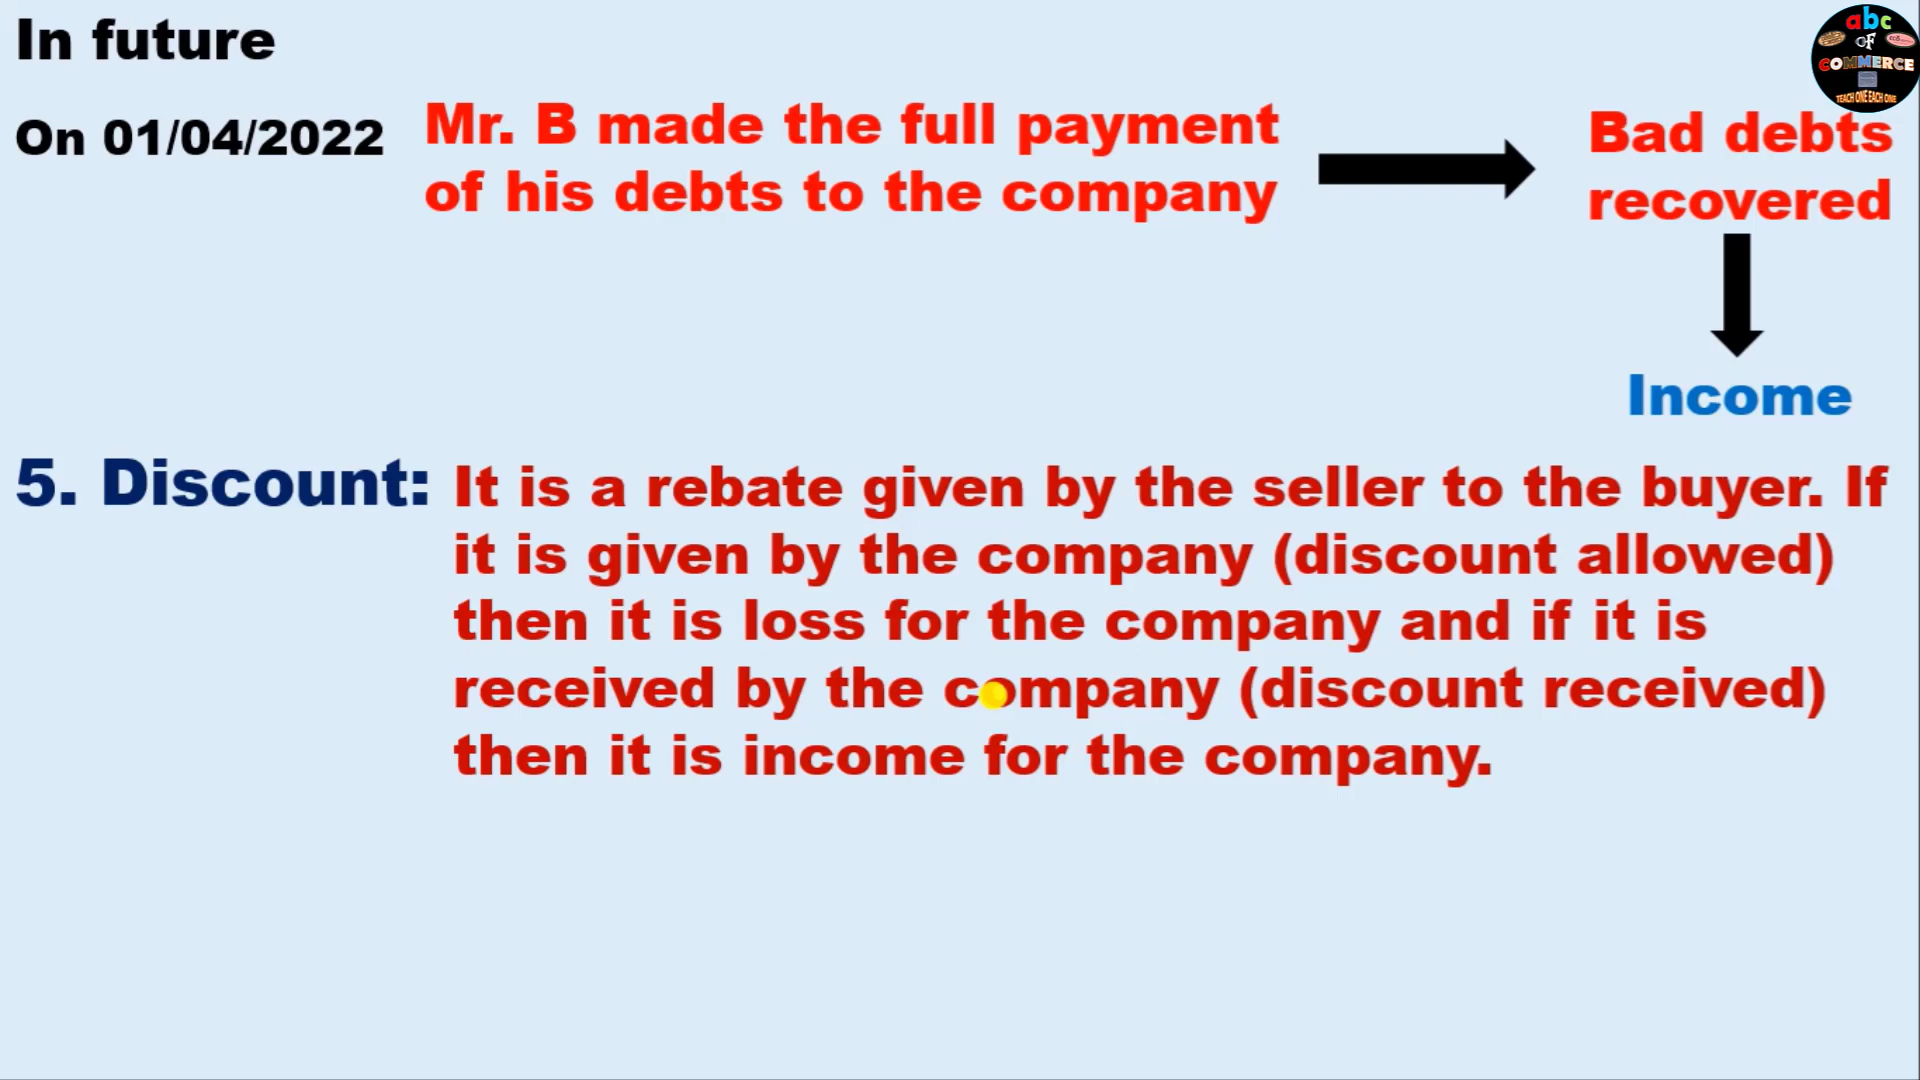 In future
abc
OF
COMMERCE
TEACH ONE EACH ONE
On 01/04/2022
Mr. B made the full payment
of his debts to the company
Bad debts
recovered
Income
5. Discount:
It is a rebate given by the seller to the buyer. If
it is given by the company (discount allowed)
then it is loss for the company and if it is
received by the company (discount received)
then it is income for the company.